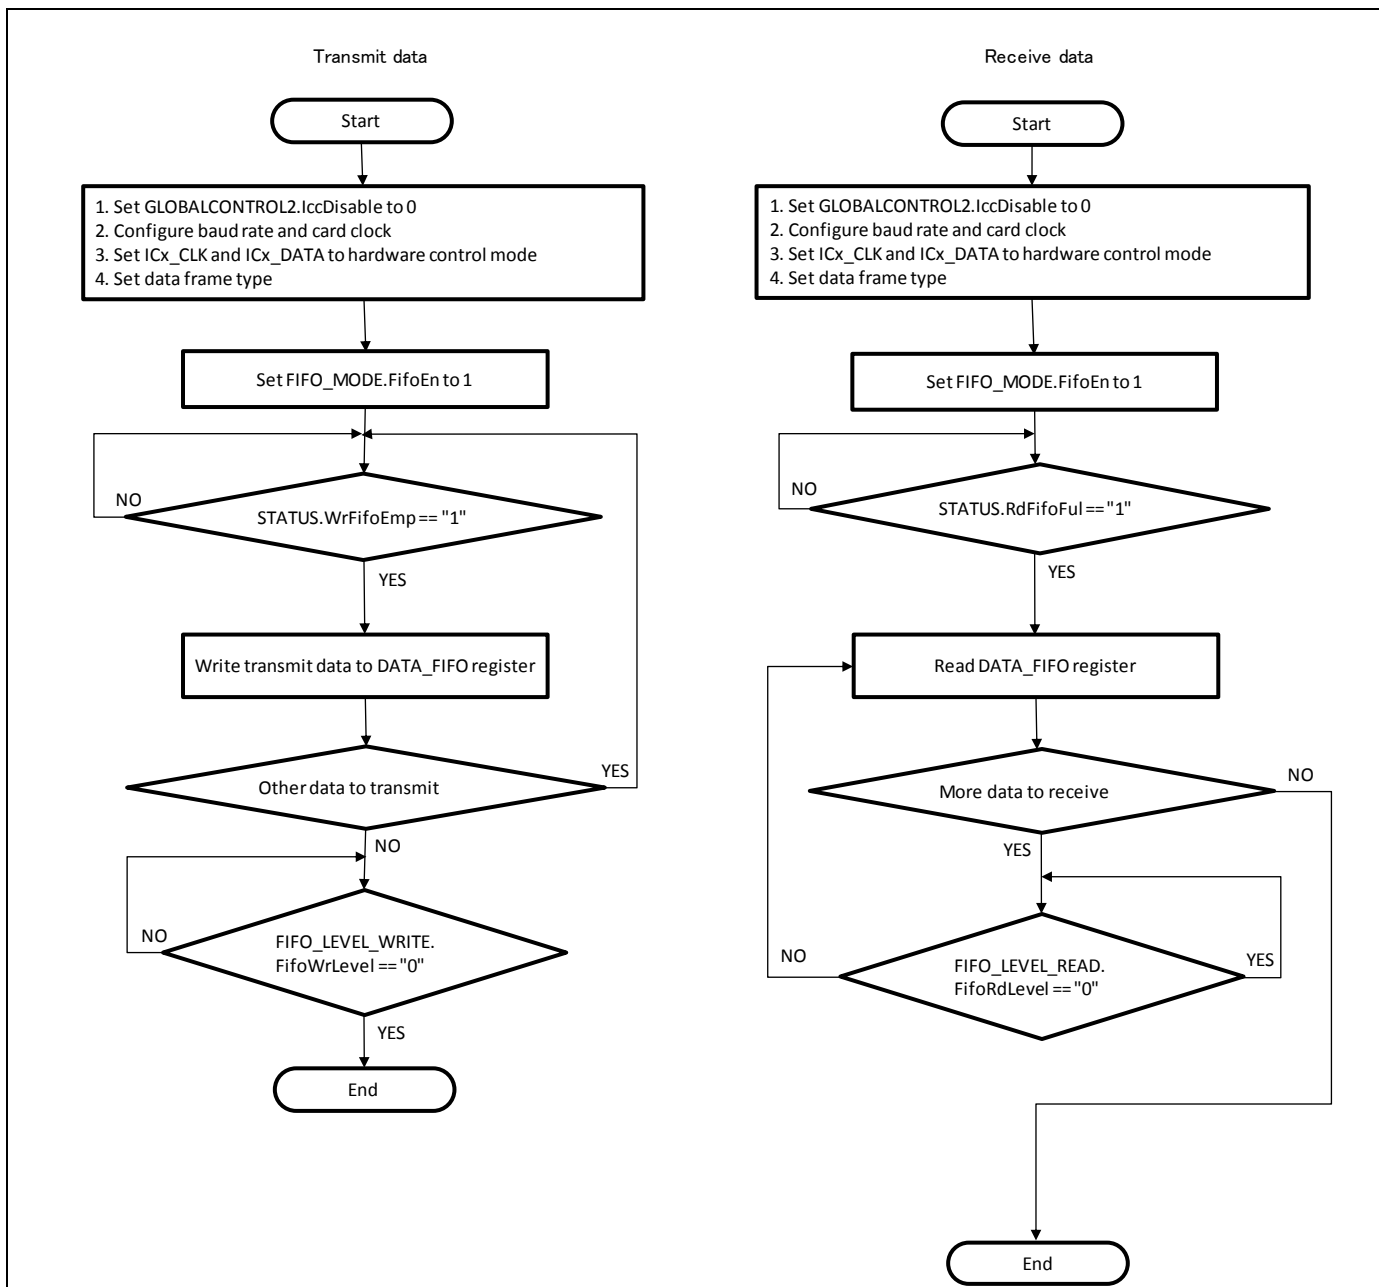 Transmit data
Start
1. Set GLOBALCONTROL2.IccDisable to 0
2. Configure baud rate and card clock
3. Set ICx_CLK and ICx_DATA to hardware control mode
4. Set data frame type
Set FIFO_MODE.FifoEn to 1
NO
STATUS.WrFifoEmp == "1"
YES
Write transmit data to DATA_FIFO register
Other data to transmit
YES
NO
NO
FIFO_LEVEL_WRITE.
FifoWrLevel == "0"
YES
End
Receive data
Start
1. Set GLOBALCONTROL2.IccDisable to 0
2. Configure baud rate and card clock
3. Set ICx_CLK and ICx_DATA to hardware control mode
4. Set data frame type
Set FIFO_MODE.FifoEn to 1
NO
STATUS.RdFifoFul == "1"
YES
Read DATA_FIFO register
More data to receive
NO
YES
NO
FIFO_LEVEL_READ.
FifoRdLevel == "0"
YES
End